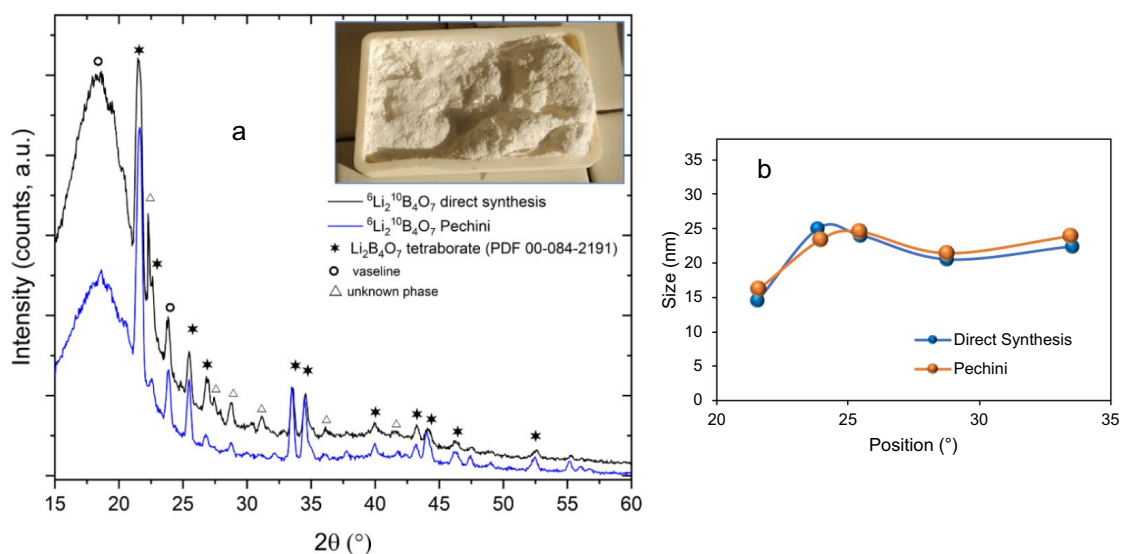 a
⁶Li₂¹⁰B₄O₇ direct synthesis
⁶Li₂¹⁰B₄O₇ Pechini
Li₂B₄O₇ tetraborate (PDF 00-084-2191)
vaseline
unknown phase
Intensity (counts, a.u.)
15 20 25 30 35 40 45 50 55 60
2θ (°)
b
35
30
25
20
15
10
5
0
Size (nm)
Direct Synthesis
Pechini
20 25 30 35
Position (°)